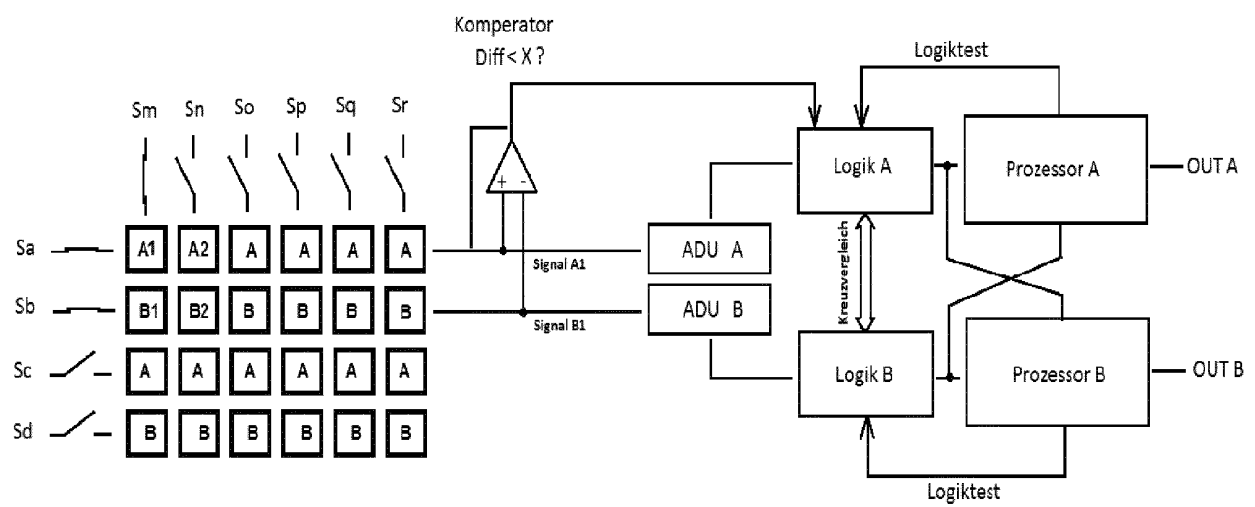 Komperator
Diff< X ?
Logiktest
Sm Sn So Sp Sq Sr
+ -
Logik A
Prozessor A
OUT A
Sa
A1 A2 A A A A
Signal A1
ADU A
Kreuzvergleich
Sb
B1 B2 B B B B
Signal B1
ADU B
Sc
A A A A A A
Logik B
Prozessor B
OUT B
Sd
B B B B B B
Logiktest